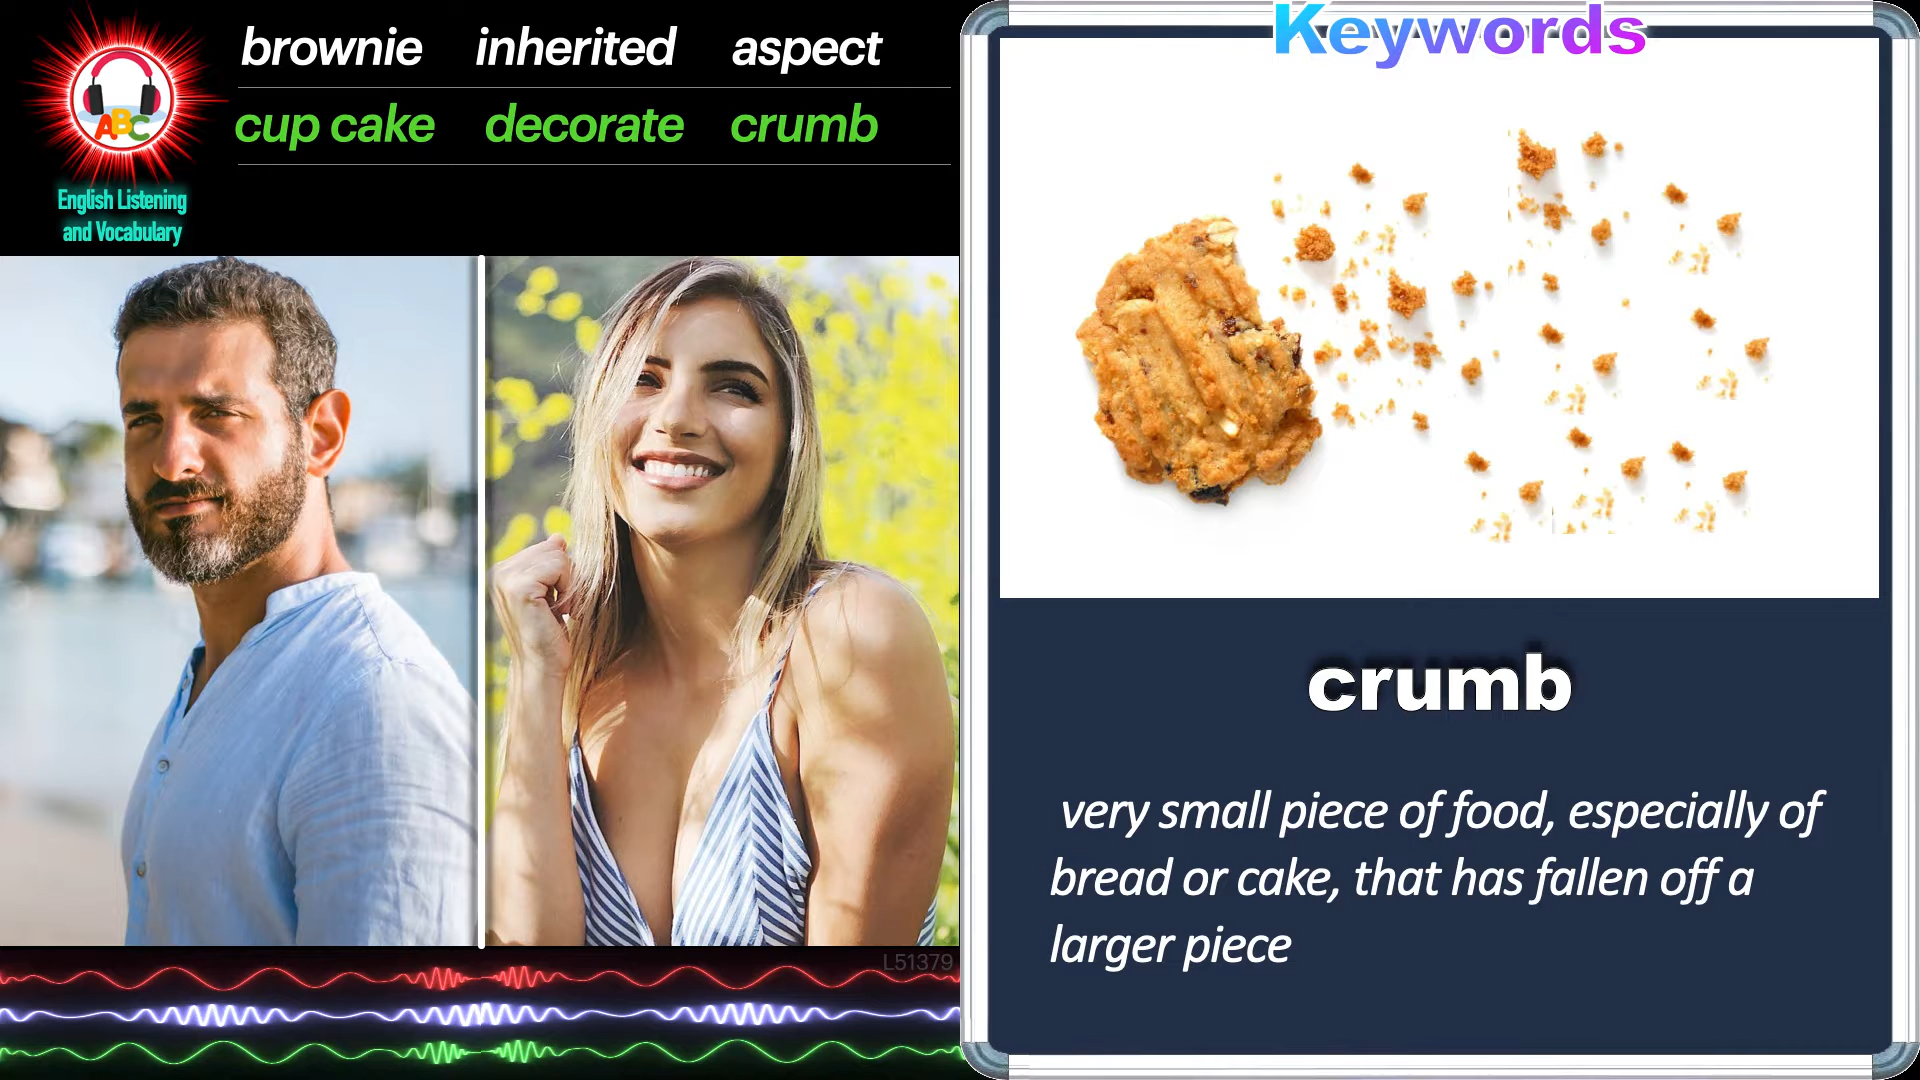 brownie inherited aspect
cup cake decorate crumb
ABC
English Listening
and Vocabulary
L51379
Keywords
crumb
very small piece of food, especially of
bread or cake, that has fallen off a
larger piece